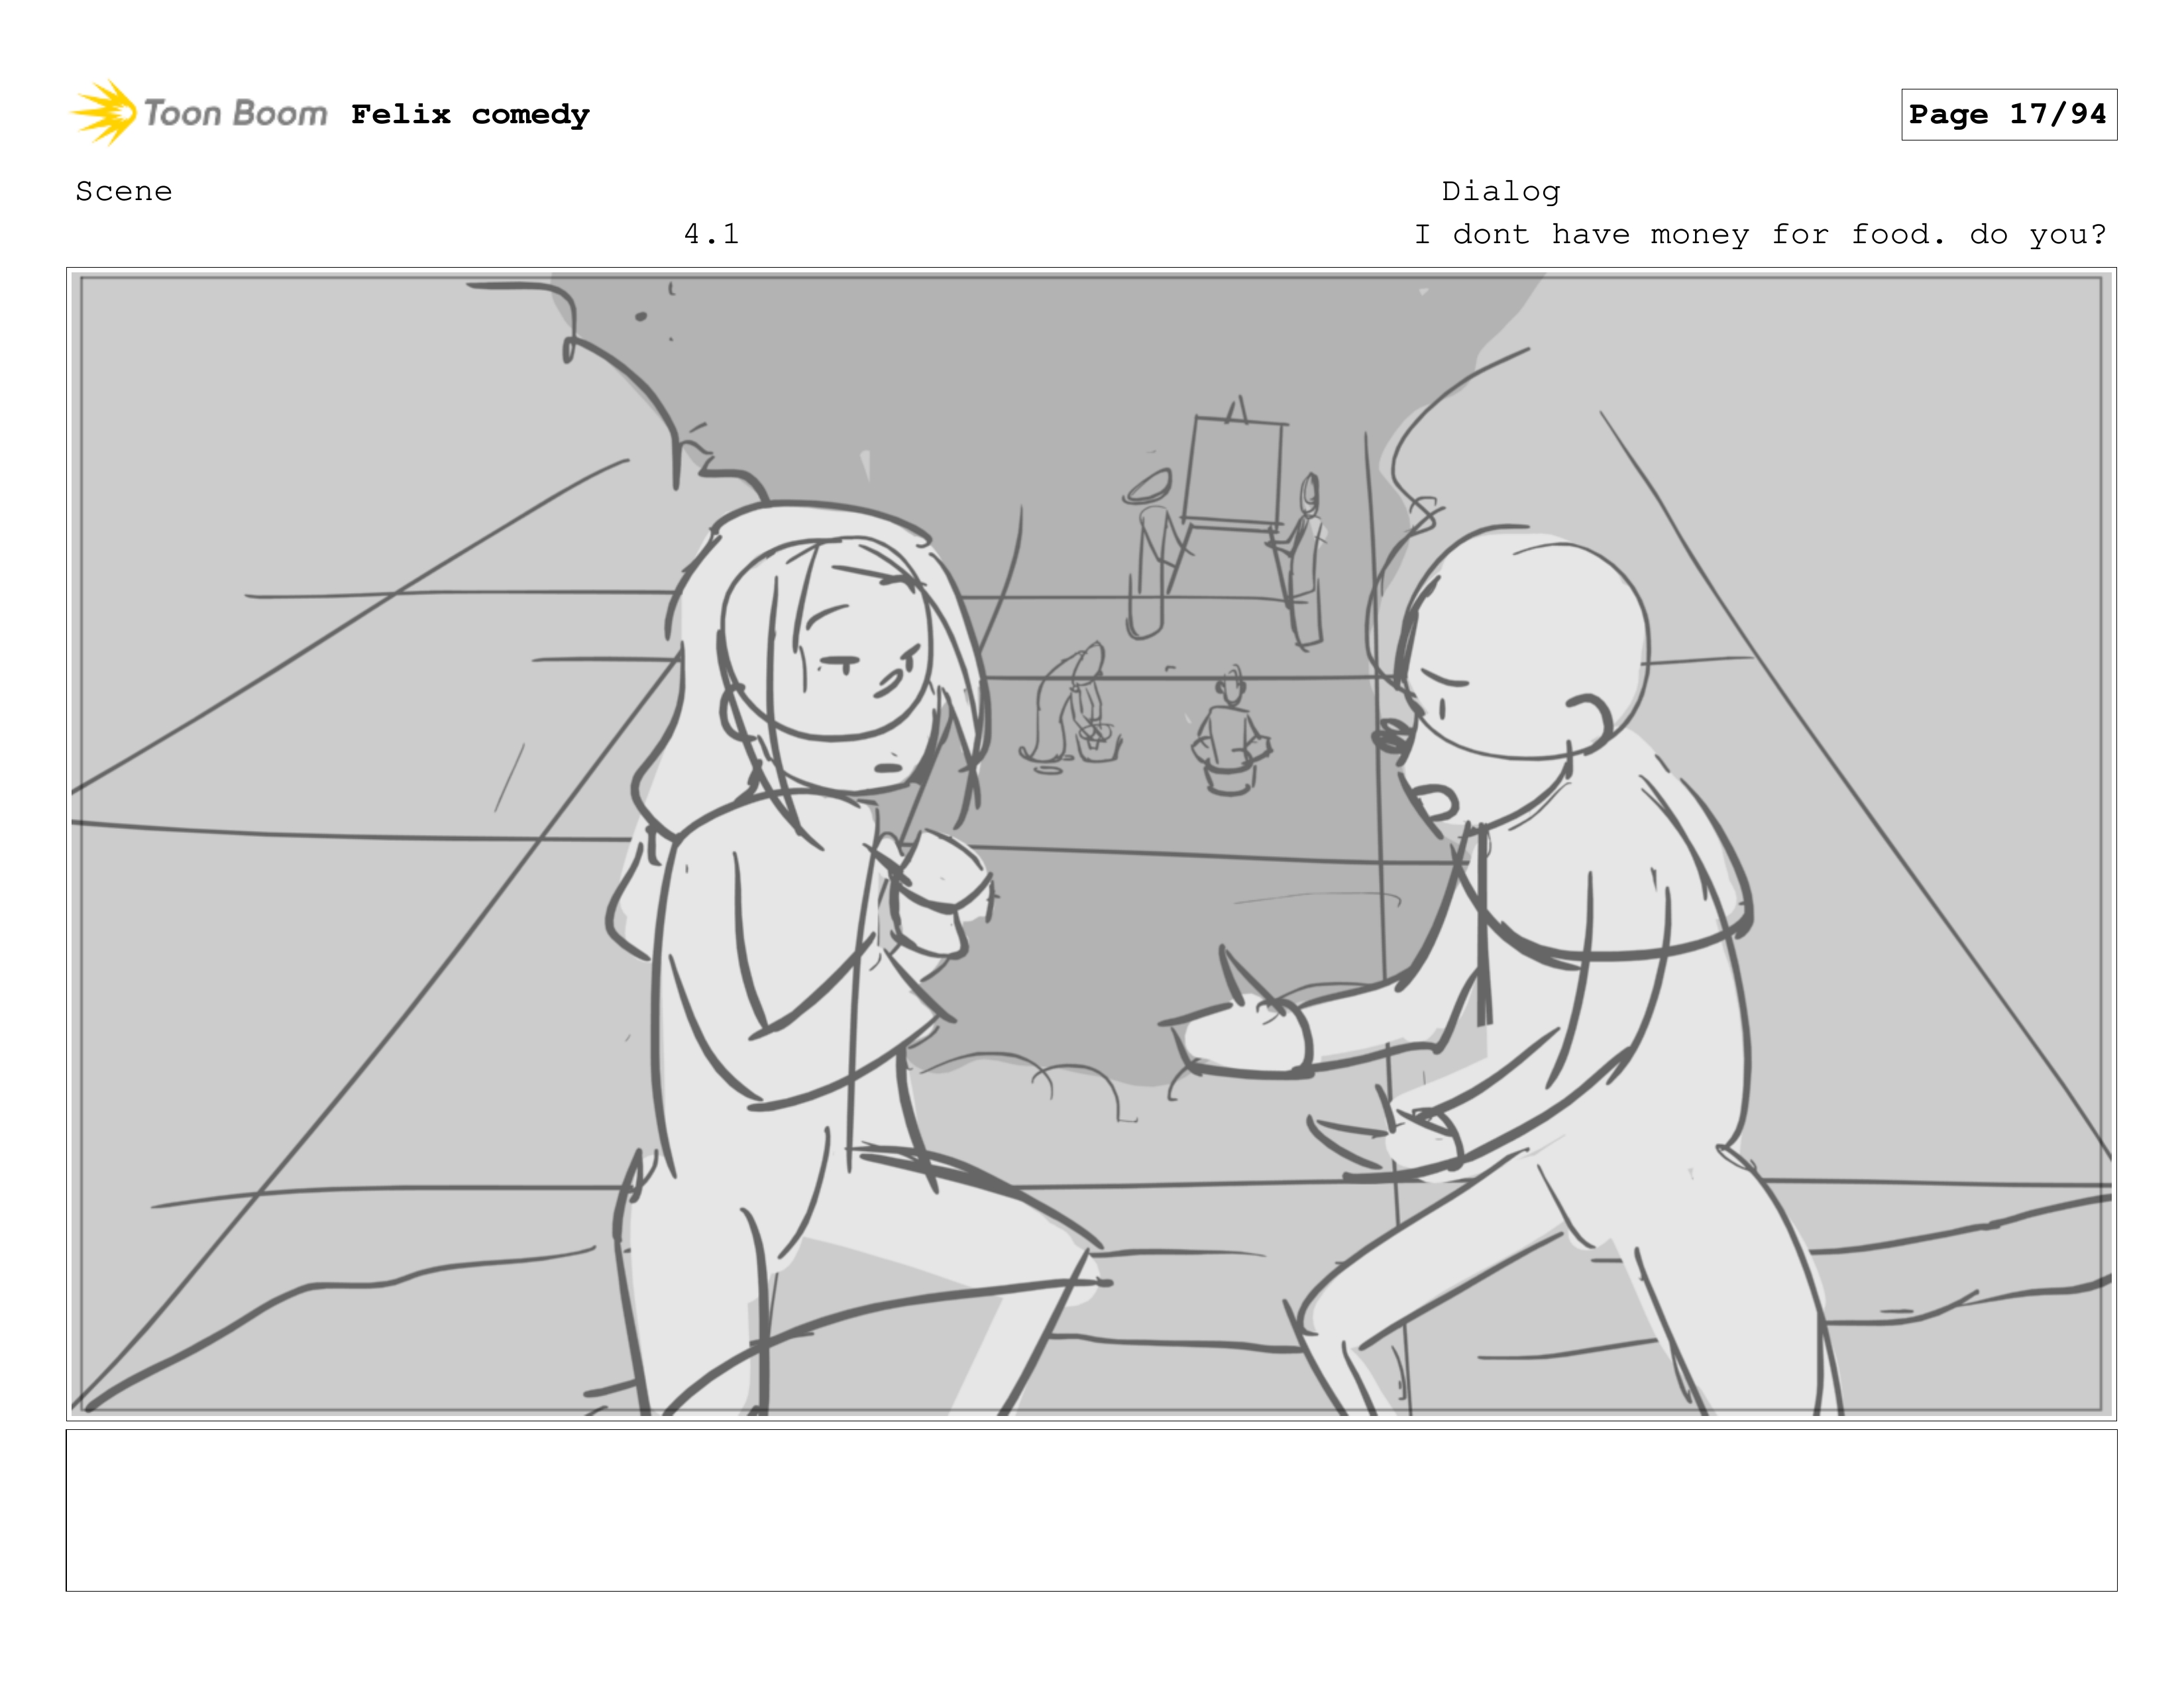 Toon Boom Felix comedy
Page 17/94
Scene
Dialog
4.1
I dont have money for food. do you?